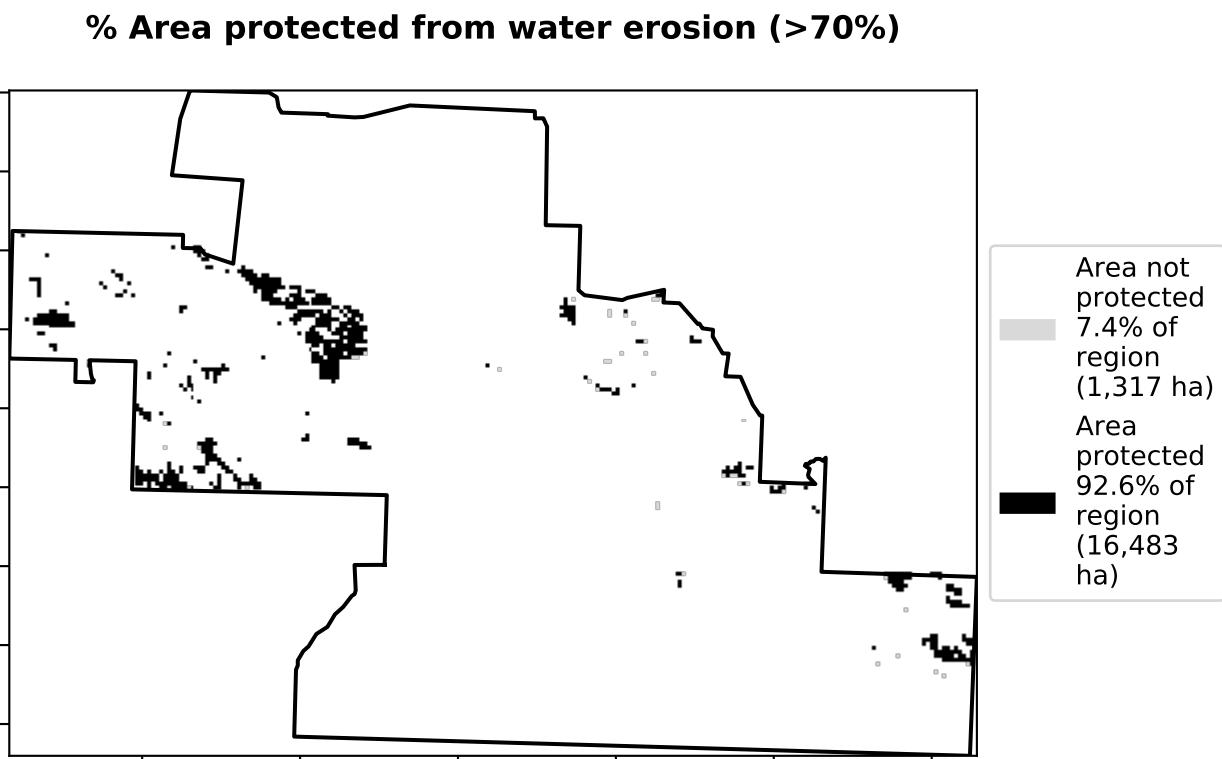 % Area protected from water erosion (>70%)
Area not
protected
7.4% of
region
(1,317 ha)
Area
protected
92.6% of
region
(16,483
ha)